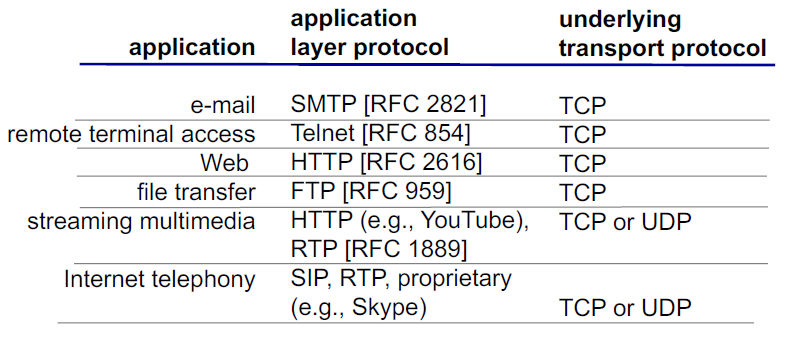 application application layer protocol underlying transport protocol
e-mail SMTP [RFC 2821] TCP
remote terminal access Telnet [RFC 854] TCP
Web HTTP [RFC 2616] TCP
file transfer FTP [RFC 959] TCP
streaming multimedia HTTP (e.g., YouTube), TCP or UDP
RTP [RFC 1889]
Internet telephony SIP, RTP, proprietary
(e.g., Skype) TCP or UDP